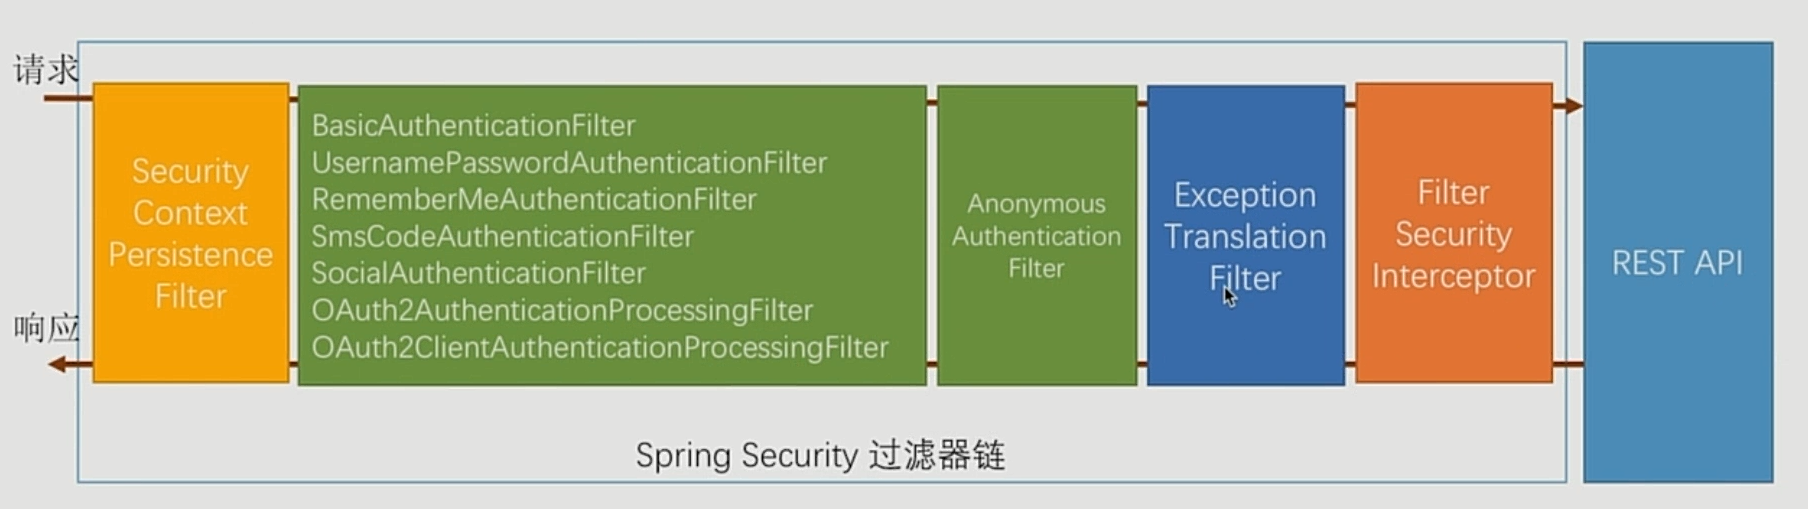 请求
响应
Security
Context
Persistence
Filter
BasicAuthenticationFilter
UsernamePasswordAuthenticationFilter
RememberMeAuthenticationFilter
SmsCodeAuthenticationFilter
SocialAuthenticationFilter
OAuth2AuthenticationProcessingFilter
OAuth2ClientAuthenticationProcessingFilter
Anonymous
Authentication
Filter
Exception
Translation
Filter
Filter
Security
Interceptor
REST API
Spring Security 过滤器链